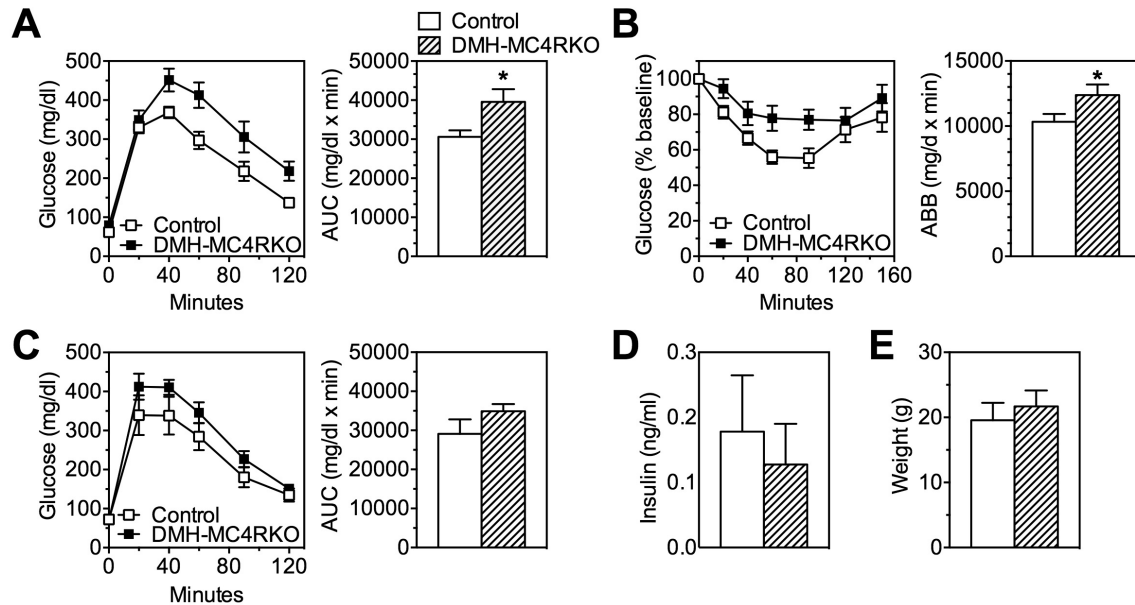 A
Control
DMH-MC4RKO
B
Glucose (mg/dl)
500
400
300
200
100
0
0 40 80 120
Minutes
Control
DMH-MC4RKO
AUC (mg/dl x min)
50000
40000
30000
20000
10000
0
*
Glucose (% baseline)
100
80
60
40
20
0
0 40 80 120 160
Minutes
Control
DMH-MC4RKO
ABB (mg/d x min)
15000
10000
5000
0
*
C
Glucose (mg/dl)
500
400
300
200
100
0
0 40 80 120
Minutes
Control
DMH-MC4RKO
AUC (mg/dl x min)
50000
40000
30000
20000
10000
0
D
Insulin (ng/ml)
0.3
0.2
0.1
0.0
E
Weight (g)
30
20
10
0